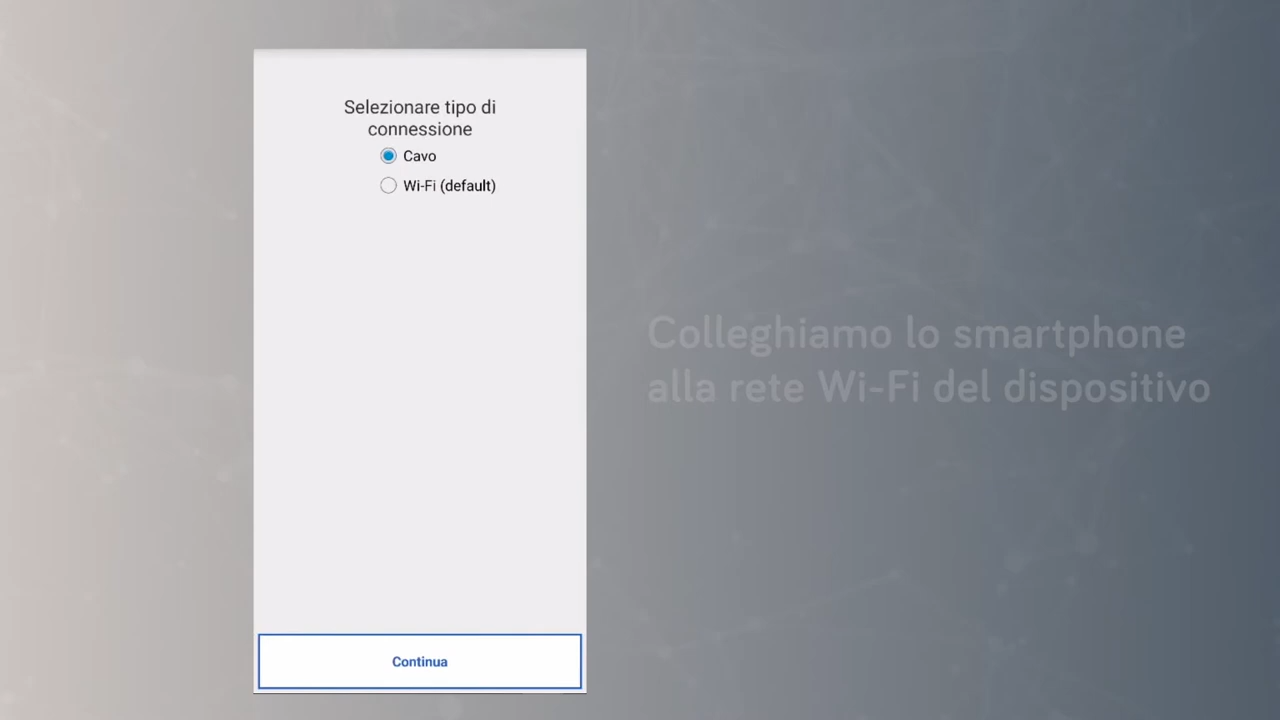 Selezionare tipo di
connessione
Cavo
Wi-Fi (default)
Colleghiamo lo smartphone
alla rete Wi-Fi del dispositivo
Continua